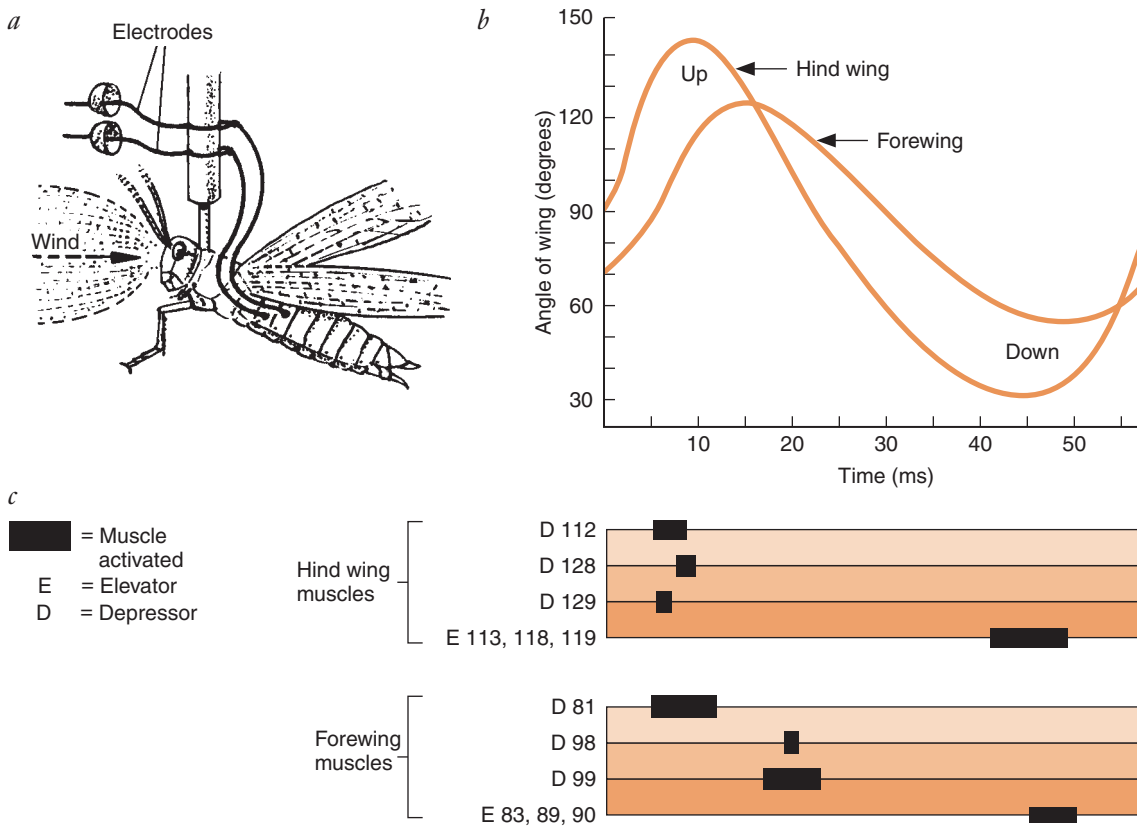 a
Electrodes
Wind
b
150
120
90
60
30
Angle of wing (degrees)
Up
Hind wing
Forewing
Down
10 20 30 40 50
Time (ms)
c
= Muscle
activated
E = Elevator
D = Depressor
Hind wing
muscles
D 112
D 128
D 129
E 113, 118, 119
Forewing
muscles
D 81
D 98
D 99
E 83, 89, 90